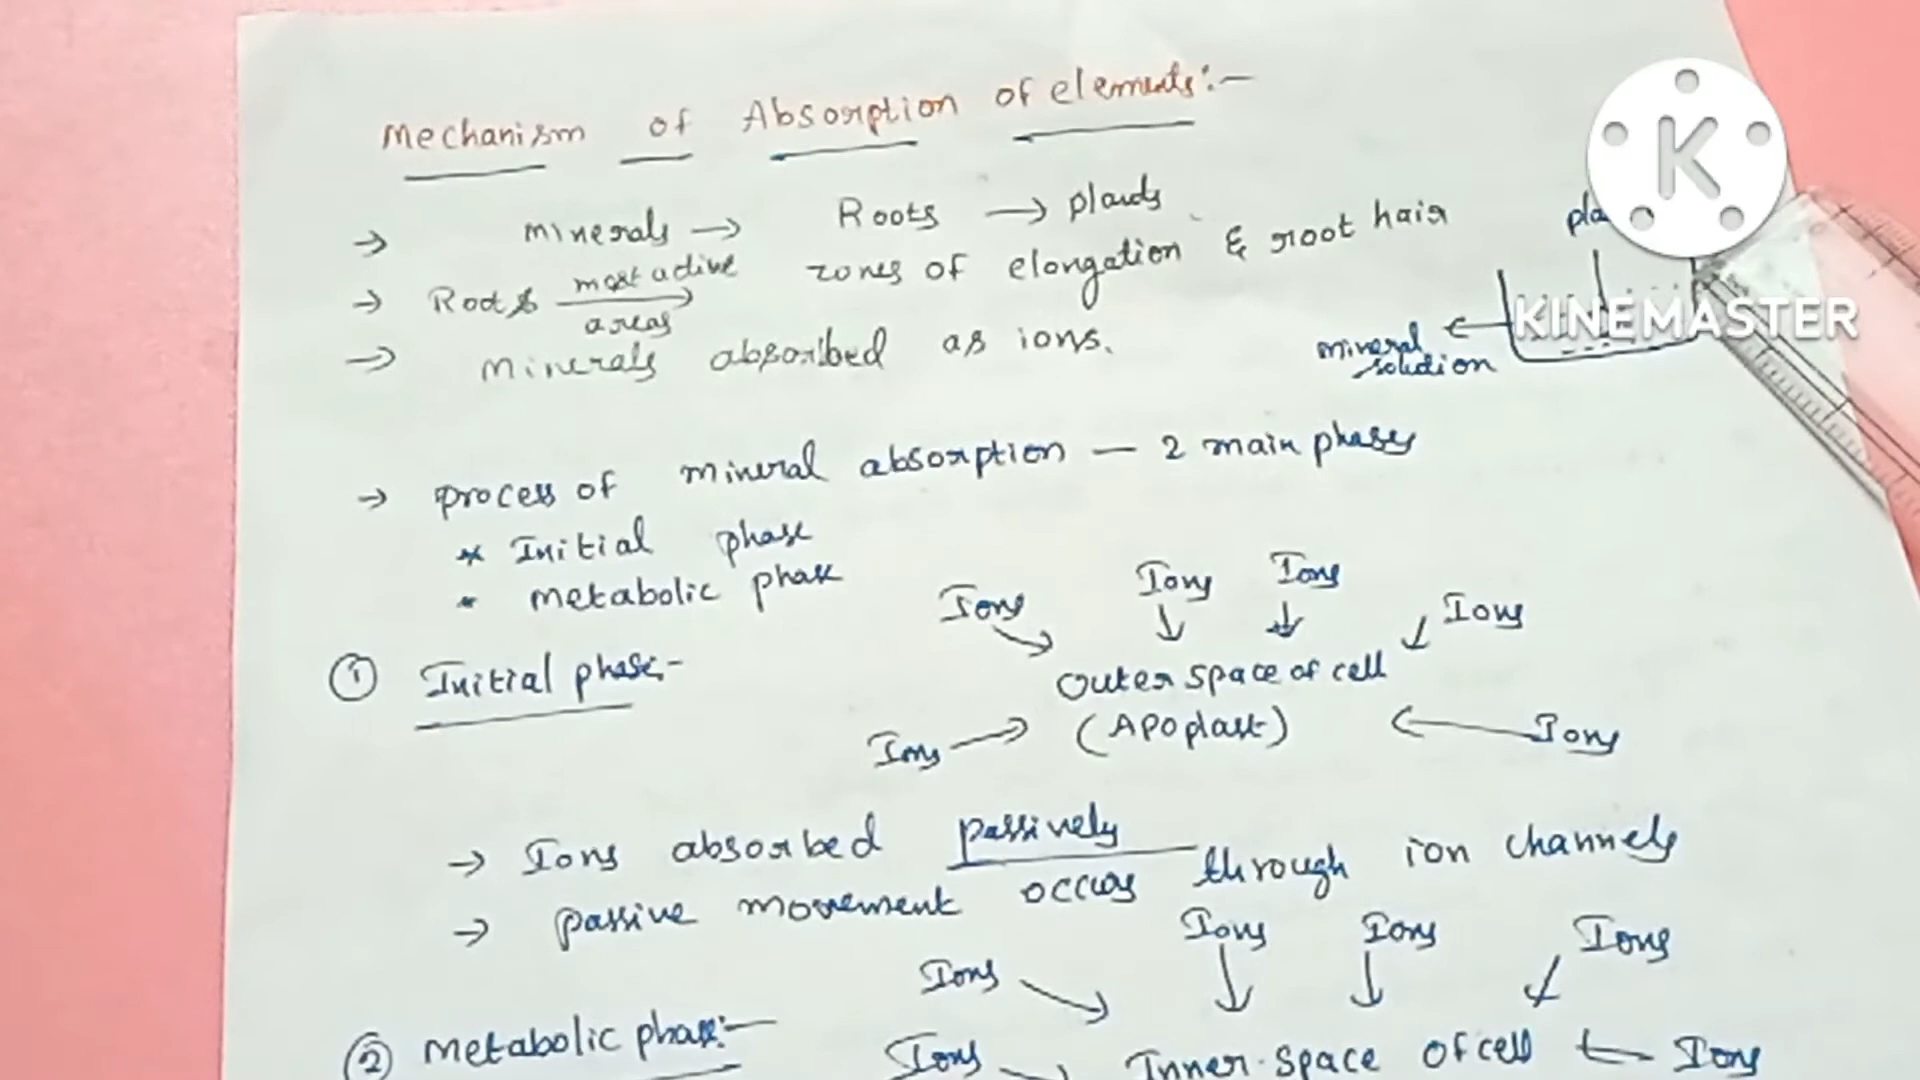 Mechanism of Absorption of elements:-
→ minerals → Roots → plants
→ Roots most active areas → zones of elongation & root hair
→ minerals absorbed as ions.
mineral solution
K
KINEMASTER
→ process of mineral absorption — 2 main phases
* Initial phase
* metabolic phase
① Initial phase:-
Ions Ions Ions Ions
outer space of cell
Ions → (Apoplast) ← Ions
→ Ions absorbed passively
→ passive movement occurs through ion channels
② metabolic phase:-
Ions Ions Ions Ions
Ions → Inner space of cell ← Ions